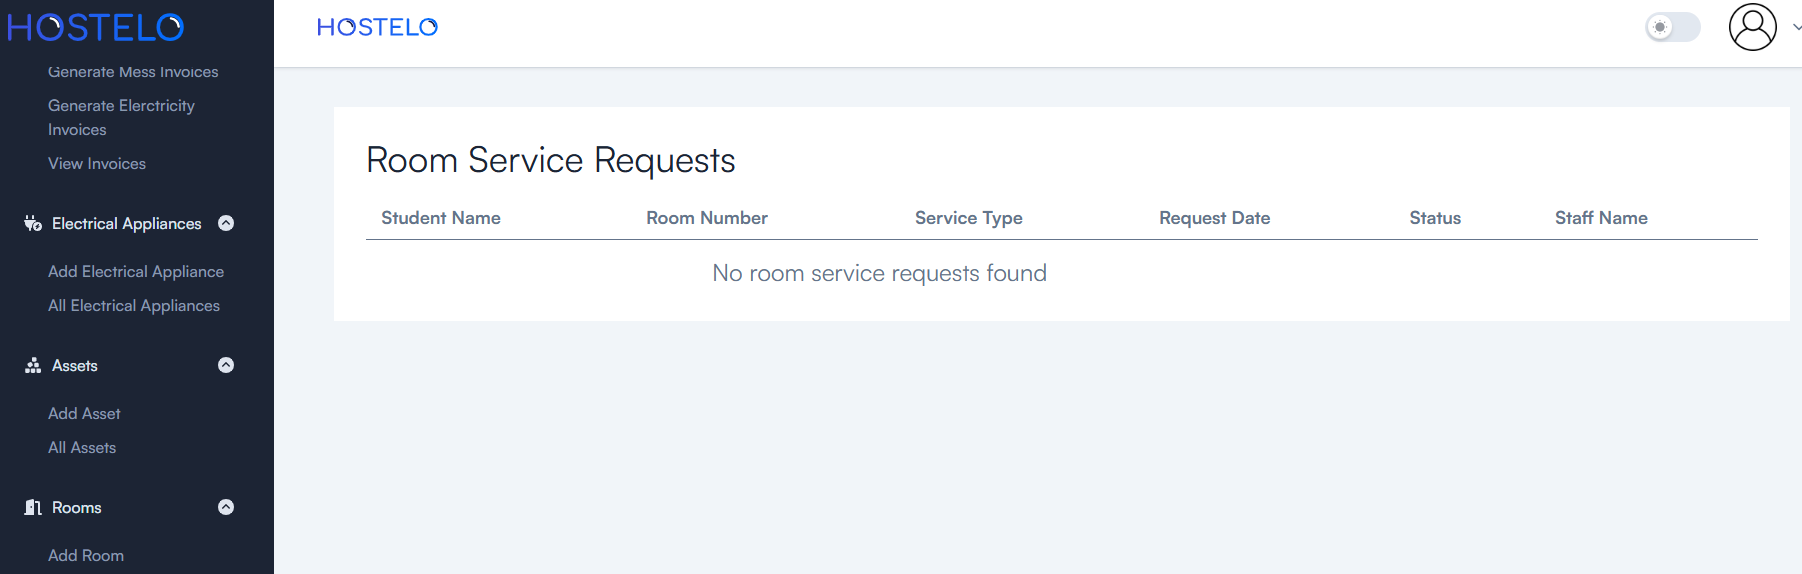 HOSTELO
Generate Mess Invoices
Generate Elerctricity
Invoices
View Invoices
Electrical Appliances
Add Electrical Appliance
All Electrical Appliances
Assets
Add Asset
All Assets
Rooms
Add Room
HOSTELO
Room Service Requests
Student Name Room Number Service Type Request Date Status Staff Name
No room service requests found